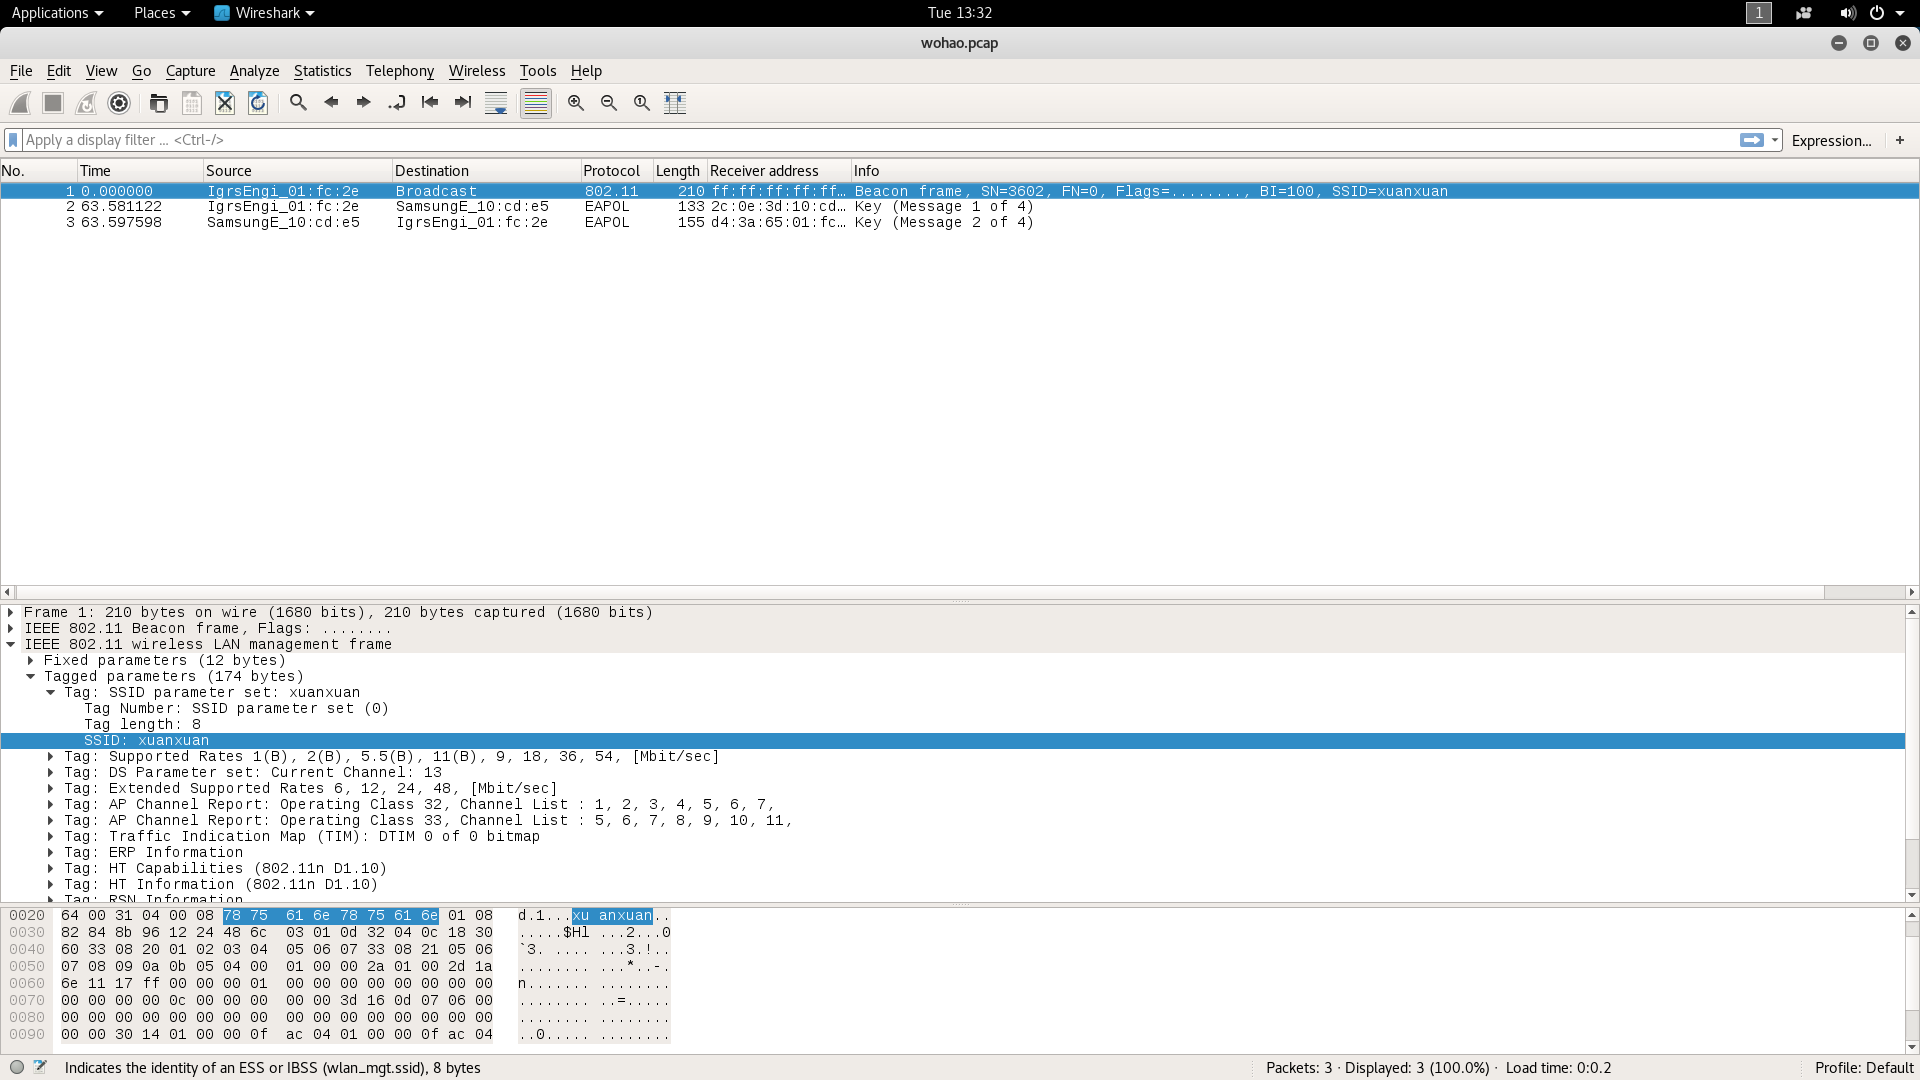 Applications Places Wireshark Tue 13:32 1
wohao.pcap
File Edit View Go Capture Analyze Statistics Telephony Wireless Tools Help
Apply a display filter ... <Ctrl-/> Expression... +
No. Time Source Destination Protocol Length Receiver address Info
1 0.000000 IgrsEngi_01:fc:2e Broadcast 802.11 210 ff:ff:ff:ff:ff… Beacon frame, SN=3602, FN=0, Flags=........, BI=100, SSID=xuanxuan
2 63.581122 IgrsEngi_01:fc:2e SamsungE_10:cd:e5 EAPOL 133 2c:0e:3d:10:cd… Key (Message 1 of 4)
3 63.597598 SamsungE_10:cd:e5 IgrsEngi_01:fc:2e EAPOL 155 d4:3a:65:01:fc… Key (Message 2 of 4)
Frame 1: 210 bytes on wire (1680 bits), 210 bytes captured (1680 bits)
IEEE 802.11 Beacon frame, Flags: ........
IEEE 802.11 wireless LAN management frame
Fixed parameters (12 bytes)
Tagged parameters (174 bytes)
Tag: SSID parameter set: xuanxuan
Tag Number: SSID parameter set (0)
Tag length: 8
SSID: xuanxuan
Tag: Supported Rates 1(B), 2(B), 5.5(B), 11(B), 9, 18, 36, 54, [Mbit/sec]
Tag: DS Parameter set: Current Channel: 13
Tag: Extended Supported Rates 6, 12, 24, 48, [Mbit/sec]
Tag: AP Channel Report: Operating Class 32, Channel List : 1, 2, 3, 4, 5, 6, 7,
Tag: AP Channel Report: Operating Class 33, Channel List : 5, 6, 7, 8, 9, 10, 11,
Tag: Traffic Indication Map (TIM): DTIM 0 of 0 bitmap
Tag: ERP Information
Tag: HT Capabilities (802.11n D1.10)
Tag: HT Information (802.11n D1.10)
Tag: RSN Information
0020 64 00 31 04 00 08 78 75 61 6e 78 75 61 6e 01 08 d.1...xu anxuan..
0030 82 84 8b 96 12 24 48 6c 03 01 0d 32 04 0c 18 30 .....$Hl ...2...0
0040 60 33 08 20 01 02 03 04 05 06 07 33 08 21 05 06 `3. .... ...3.!..
0050 07 08 09 0a 0b 05 04 00 01 00 00 2a 01 00 2d 1a ........ ...*..-.
0060 6e 11 17 ff 00 00 00 01 00 00 00 00 00 00 00 00 n....... ........
0070 00 00 00 00 0c 00 00 00 00 00 3d 16 0d 07 06 00 ........ ..=.....
0080 00 00 00 00 00 00 00 00 00 00 00 00 00 00 00 00 ........ ........
0090 00 00 30 14 01 00 00 0f ac 04 01 00 00 0f ac 04 ..0..... ........
Indicates the identity of an ESS or IBSS (wlan_mgt.ssid), 8 bytes Packets: 3 · Displayed: 3 (100.0%) · Load time: 0:0.2 Profile: Default